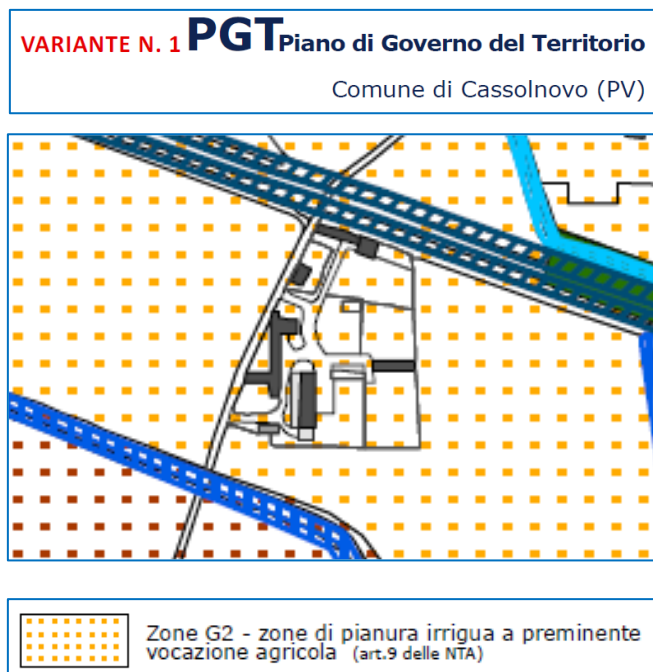 VARIANTE N. 1 PGT Piano di Governo del Territorio
Comune di Cassolnovo (PV)
Zone G2 - zone di pianura irrigua a preminente
vocazione agricola (art.9 delle NTA)